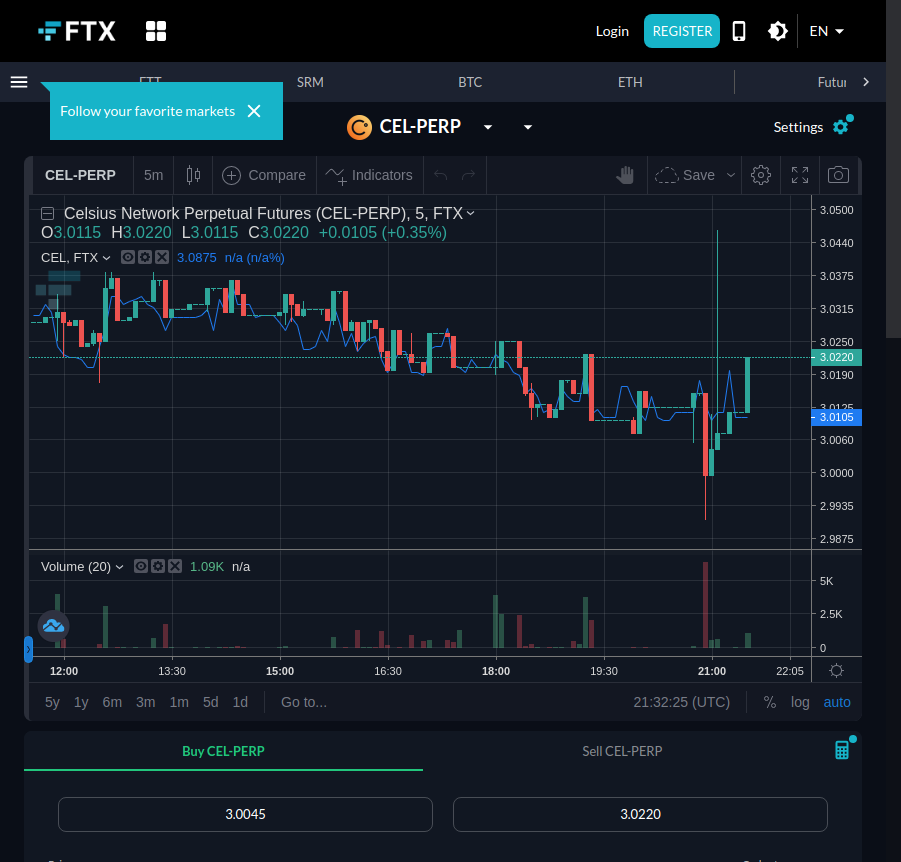 FTX
Login
REGISTER
EN
FTT
SRM
BTC
ETH
Futur
Follow your favorite markets
CEL-PERP
Settings
CEL-PERP
5m
Compare
Indicators
Save
Celsius Network Perpetual Futures (CEL-PERP), 5, FTX
O3.0115 H3.0220 L3.0115 C3.0220 +0.0105 (+0.35%)
CEL, FTX
3.0875 n/a (n/a%)
3.0500
3.0440
3.0375
3.0315
3.0250
3.0220
3.0190
3.0125
3.0105
3.0060
3.0000
2.9935
2.9875
Volume (20)
1.09K n/a
5K
2.5K
0
12:00 13:30 15:00 16:30 18:00 19:30 21:00 22:05
5y 1y 6m 3m 1m 5d 1d
Go to...
21:32:25 (UTC)
% log auto
Buy CEL-PERP
Sell CEL-PERP
3.0045
3.0220